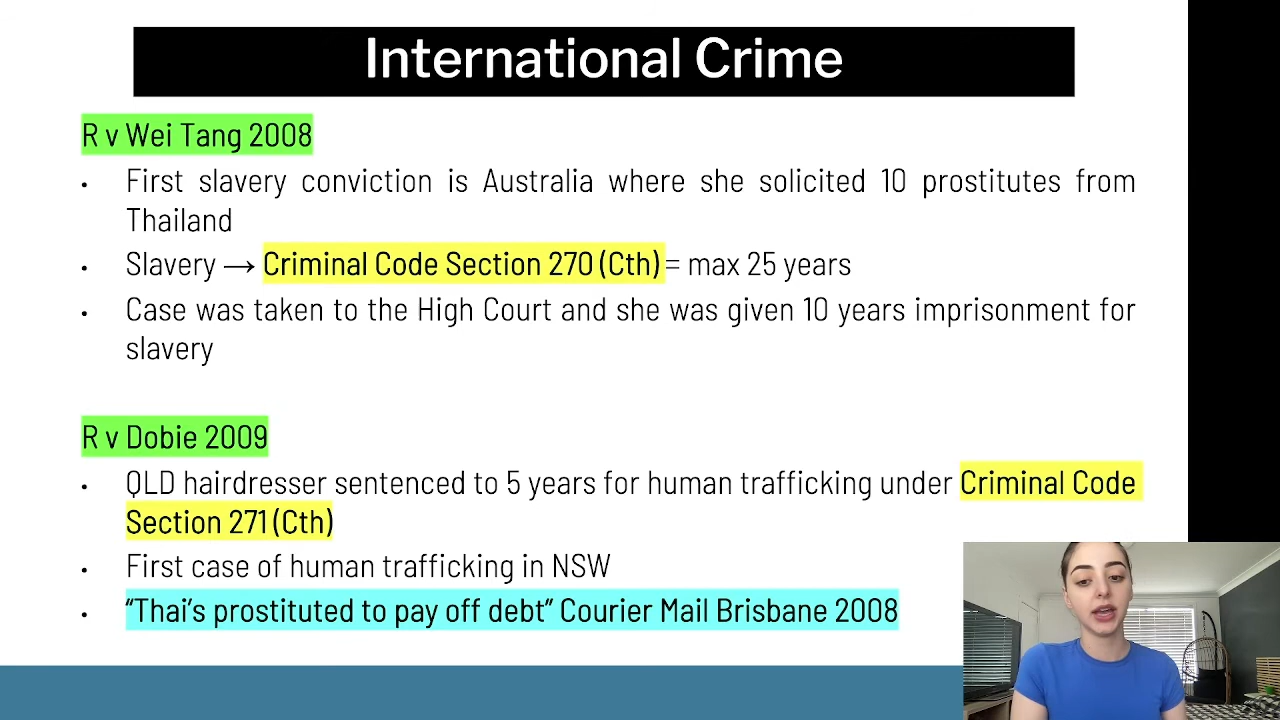 International Crime
R v Wei Tang 2008
• First slavery conviction is Australia where she solicited 10 prostitutes from
Thailand
• Slavery → Criminal Code Section 270 (Cth) = max 25 years
• Case was taken to the High Court and she was given 10 years imprisonment for
slavery
R v Dobie 2009
• QLD hairdresser sentenced to 5 years for human trafficking under Criminal Code
Section 271 (Cth)
• First case of human trafficking in NSW
• “Thai’s prostituted to pay off debt” Courier Mail Brisbane 2008